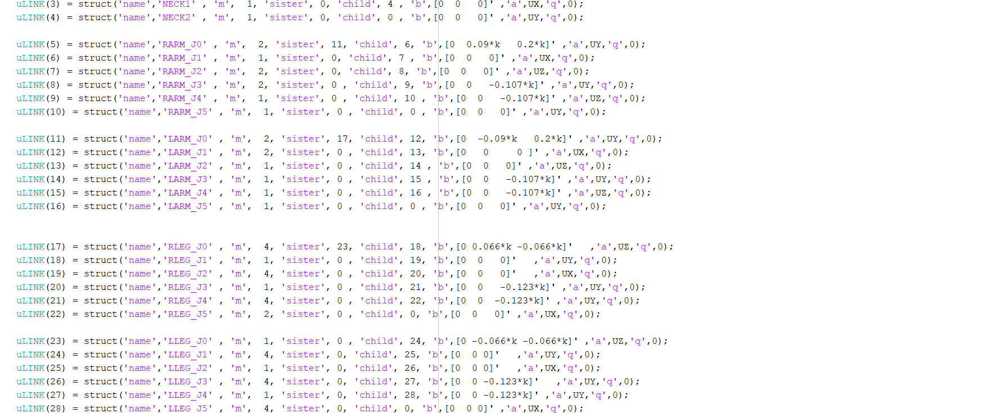 uLINK(3) = struct('name','NECK1' , 'm',  1, 'sister', 0, 'child', 4 , 'b',[0  0   0]' ,'a',UX,'q',0);
uLINK(4) = struct('name','NECK2' , 'm',  1, 'sister', 0, 'child', 0 , 'b',[0  0   0]' ,'a',UY,'q',0);
uLINK(5) = struct('name','RARM_J0' , 'm',  2, 'sister', 11, 'child', 6, 'b',[0  0.09*k   0.2*k]' ,'a',UY,'q',0);
uLINK(6) = struct('name','RARM_J1' , 'm',  1, 'sister', 0, 'child', 7 , 'b',[0  0   0]' ,'a',UX,'q',0);
uLINK(7) = struct('name','RARM_J2' , 'm',  2, 'sister', 0, 'child', 8, 'b',[0  0   0]' ,'a',UZ,'q',0);
uLINK(8) = struct('name','RARM_J3' , 'm',  2, 'sister', 0 , 'child', 9, 'b',[0  0   -0.107*k]' ,'a',UY,'q',0);
uLINK(9) = struct('name','RARM_J4' , 'm',  1, 'sister', 0 , 'child', 10 , 'b',[0  0   -0.107*k]' ,'a',UZ,'q',0);
uLINK(10) = struct('name','RARM_J5' , 'm',  1, 'sister', 0 , 'child', 0 , 'b',[0  0   0]' ,'a',UY,'q',0);
uLINK(11) = struct('name','LARM_J0' , 'm',  2, 'sister', 17, 'child', 12, 'b',[0  -0.09*k   0.2*k]' ,'a',UY,'q',0);
uLINK(12) = struct('name','LARM_J1' , 'm',  2, 'sister', 0 , 'child', 13, 'b',[0   0     0 ]' ,'a',UX,'q',0);
uLINK(13) = struct('name','LARM_J2' , 'm',  1, 'sister', 0 , 'child', 14 , 'b',[0  0   0]' ,'a',UZ,'q',0);
uLINK(14) = struct('name','LARM_J3' , 'm',  1, 'sister', 0 , 'child', 15 , 'b',[0  0   -0.107*k]' ,'a',UY,'q',0);
uLINK(15) = struct('name','LARM_J4' , 'm',  1, 'sister', 0 , 'child', 16 , 'b',[0  0   -0.107*k]' ,'a',UZ,'q',0);
uLINK(16) = struct('name','LARM_J5' , 'm',  1, 'sister', 0 , 'child', 0 , 'b',[0  0   0]' ,'a',UY,'q',0);
uLINK(17) = struct('name','RLEG_J0' , 'm',  4, 'sister', 23, 'child', 18, 'b',[0 0.066*k -0.066*k]'   ,'a',UZ,'q',0);
uLINK(18) = struct('name','RLEG_J1' , 'm',  1, 'sister', 0 , 'child', 19, 'b',[0  0   0]'   ,'a',UY,'q',0);
uLINK(19) = struct('name','RLEG_J2' , 'm',  4, 'sister', 0 , 'child', 20, 'b',[0  0   0]'   ,'a',UX,'q',0);
uLINK(20) = struct('name','RLEG_J3' , 'm',  1, 'sister', 0 , 'child', 21, 'b',[0  0   -0.123*k]' ,'a',UY,'q',0);
uLINK(21) = struct('name','RLEG_J4' , 'm',  4, 'sister', 0 , 'child', 22, 'b',[0  0  -0.123*k]' ,'a',UY,'q',0);
uLINK(22) = struct('name','RLEG_J5' , 'm',  2, 'sister', 0 , 'child', 0, 'b',[0  0   0]' ,'a',UX,'q',0);
uLINK(23) = struct('name','LLEG_J0' , 'm',  1, 'sister', 0 , 'child', 24, 'b',[0 -0.066*k -0.066*k]' ,'a',UZ,'q',0);
uLINK(24) = struct('name','LLEG_J1' , 'm',  4, 'sister', 0, 'child', 25, 'b',[0  0 0]'   ,'a',UY,'q',0);
uLINK(25) = struct('name','LLEG_J2' , 'm',  1, 'sister', 0, 'child', 26, 'b',[0  0 0]'   ,'a',UX,'q',0);
uLINK(26) = struct('name','LLEG_J3' , 'm',  4, 'sister', 0, 'child', 27, 'b',[0  0 -0.123*k]'   ,'a',UY,'q',0);
uLINK(27) = struct('name','LLEG_J4' , 'm',  1, 'sister', 0, 'child', 28, 'b',[0  0 -0.123*k]' ,'a',UY,'q',0);
uLINK(28) = struct('name','LLEG_J5' , 'm',  4, 'sister', 0, 'child', 0, 'b',[0  0 0]' ,'a',UX,'q',0);